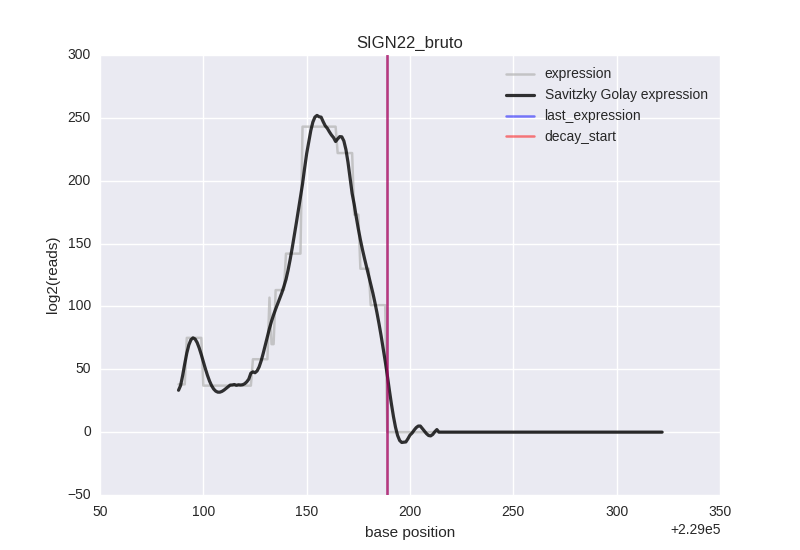 SIGN22_bruto
300
250
200
150
100
50
0
−50
log2(reads)
expression
Savitzky Golay expression
last_expression
decay_start
50 100 150 200 250 300 350
+2.29e5
base position